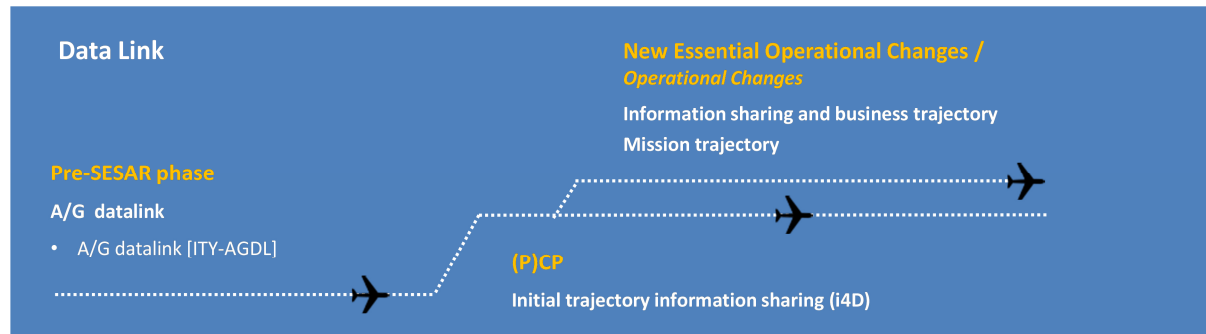 Data Link
New Essential Operational Changes /
Operational Changes
Information sharing and business trajectory
Mission trajectory
Pre-SESAR phase
A/G datalink
• A/G datalink [ITY-AGDL]
(P)CP
Initial trajectory information sharing (i4D)